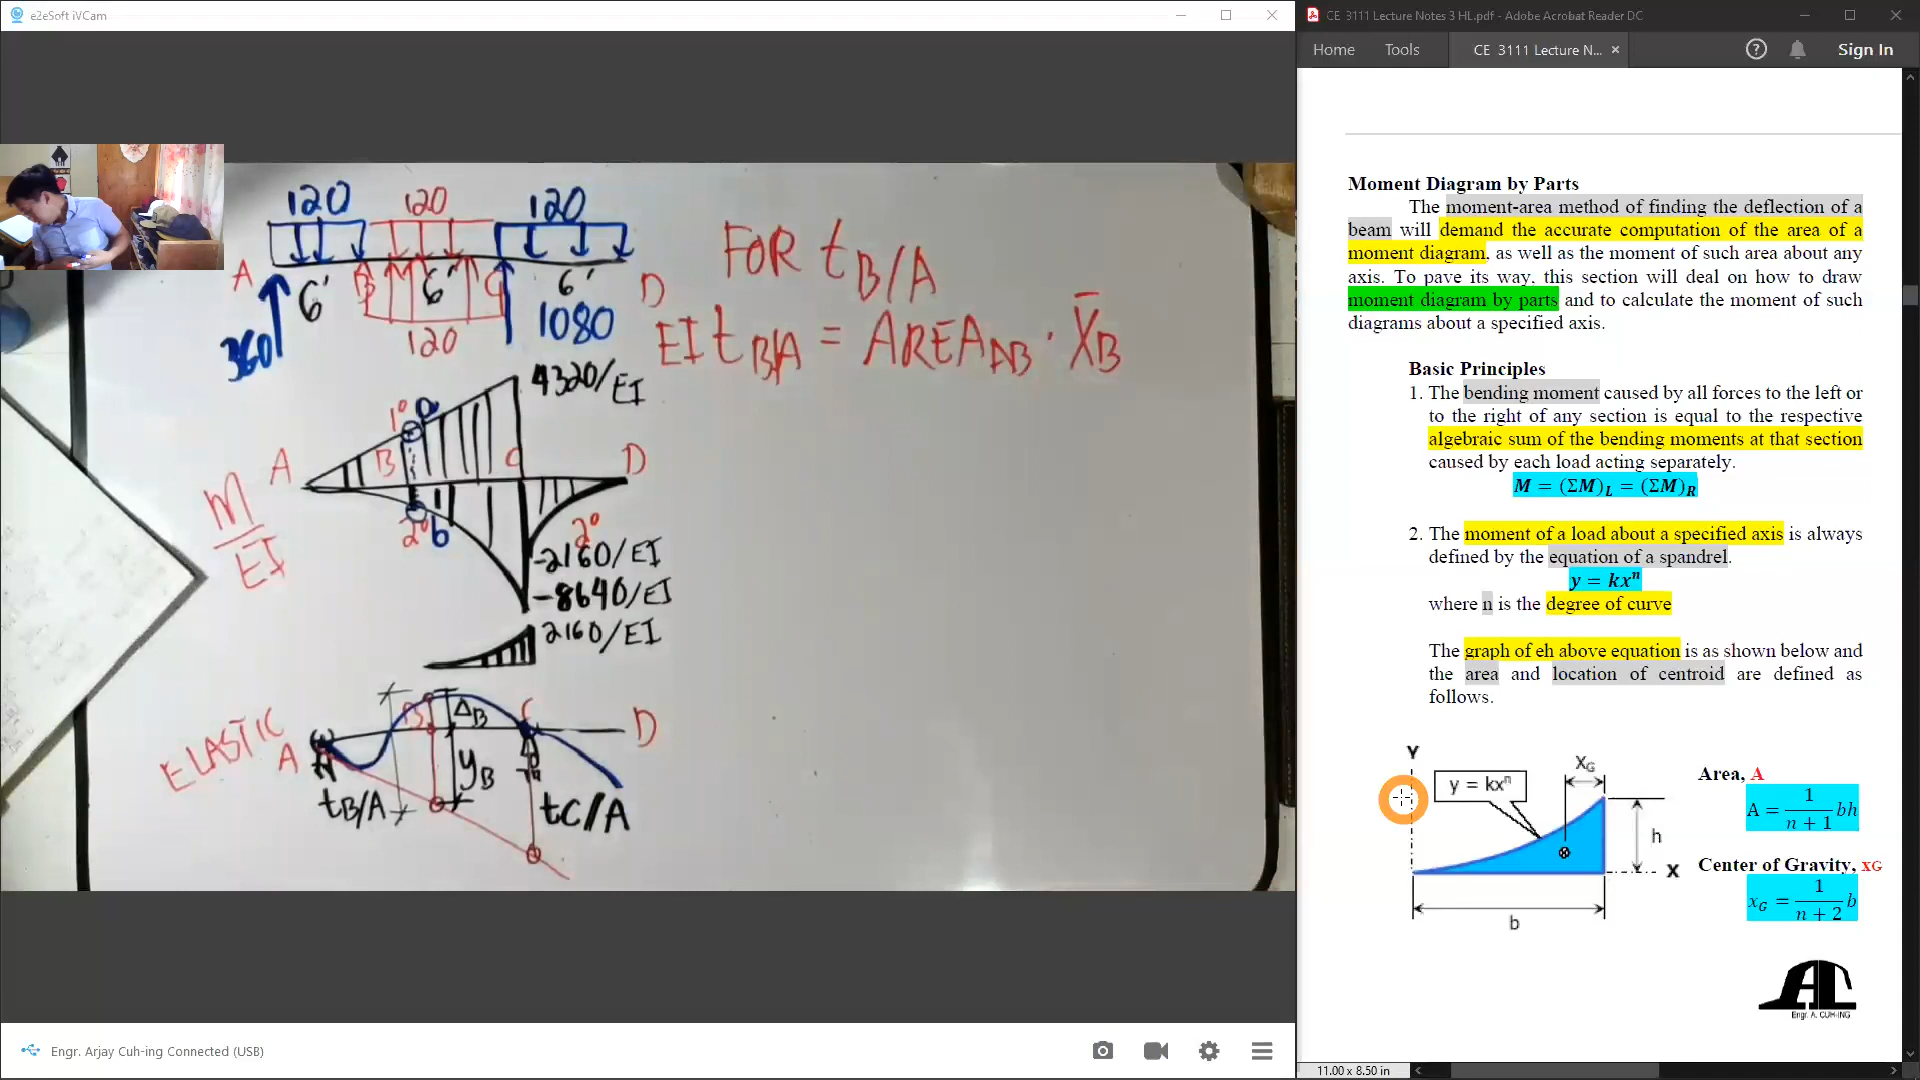 e2eSoft iVCam
120 120 120
A 6' B 6' C 6' D
360 120 1080
4320/EI
1° a
A B C D
M/EI
2° b 2°
-2160/EI
-8640/EI
2160/EI
ELASTIC A B ΔB C D
yB
tB/A tC/A
FOR tB/A
EI tB/A = AREA AB · X̄B
Engr. Arjay Cuh-ing Connected (USB)
CE 3111 Lecture Notes 3 HL.pdf - Adobe Acrobat Reader DC
Home Tools CE 3111 Lecture N... × Sign In
Moment Diagram by Parts
The moment-area method of finding the deflection of a
beam will demand the accurate computation of the area of a
moment diagram, as well as the moment of such area about any
axis. To pave its way, this section will deal on how to draw
moment diagram by parts and to calculate the moment of such
diagrams about a specified axis.
Basic Principles
1. The bending moment caused by all forces to the left or
to the right of any section is equal to the respective
algebraic sum of the bending moments at that section
caused by each load acting separately.
M = (ΣM)L = (ΣM)R
2. The moment of a load about a specified axis is always
defined by the equation of a spandrel.
y = kxⁿ
where n is the degree of curve
The graph of eh above equation is as shown below and
the area and location of centroid are defined as
follows.
Y
y = kxⁿ
XG
h
X
b
Area, A
A = 1/(n + 1) bh
Center of Gravity, xG
xG = 1/(n + 2) b
AC
Engr. A. CUH-ING
11.00 x 8.50 in